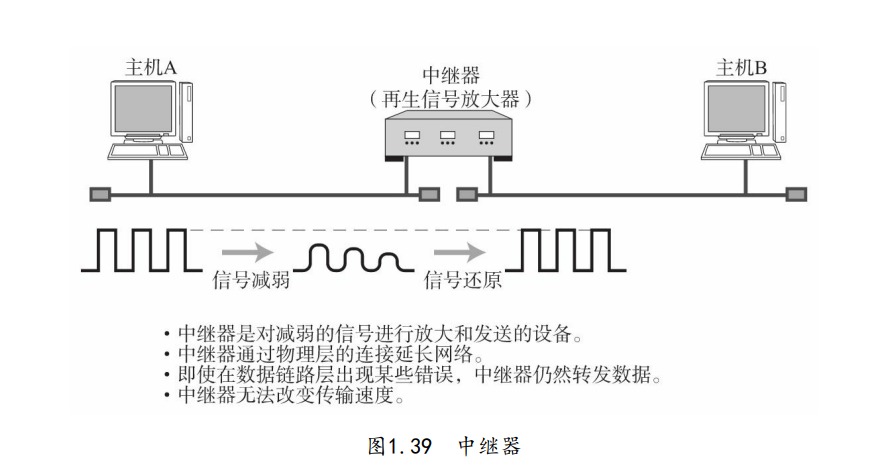 主机A
中继器
（再生信号放大器）
主机B
信号减弱
信号还原
·中继器是对减弱的信号进行放大和发送的设备。
·中继器通过物理层的连接延长网络。
·即使在数据链路层出现某些错误，中继器仍然转发数据。
·中继器无法改变传输速度。
图1.39 中继器